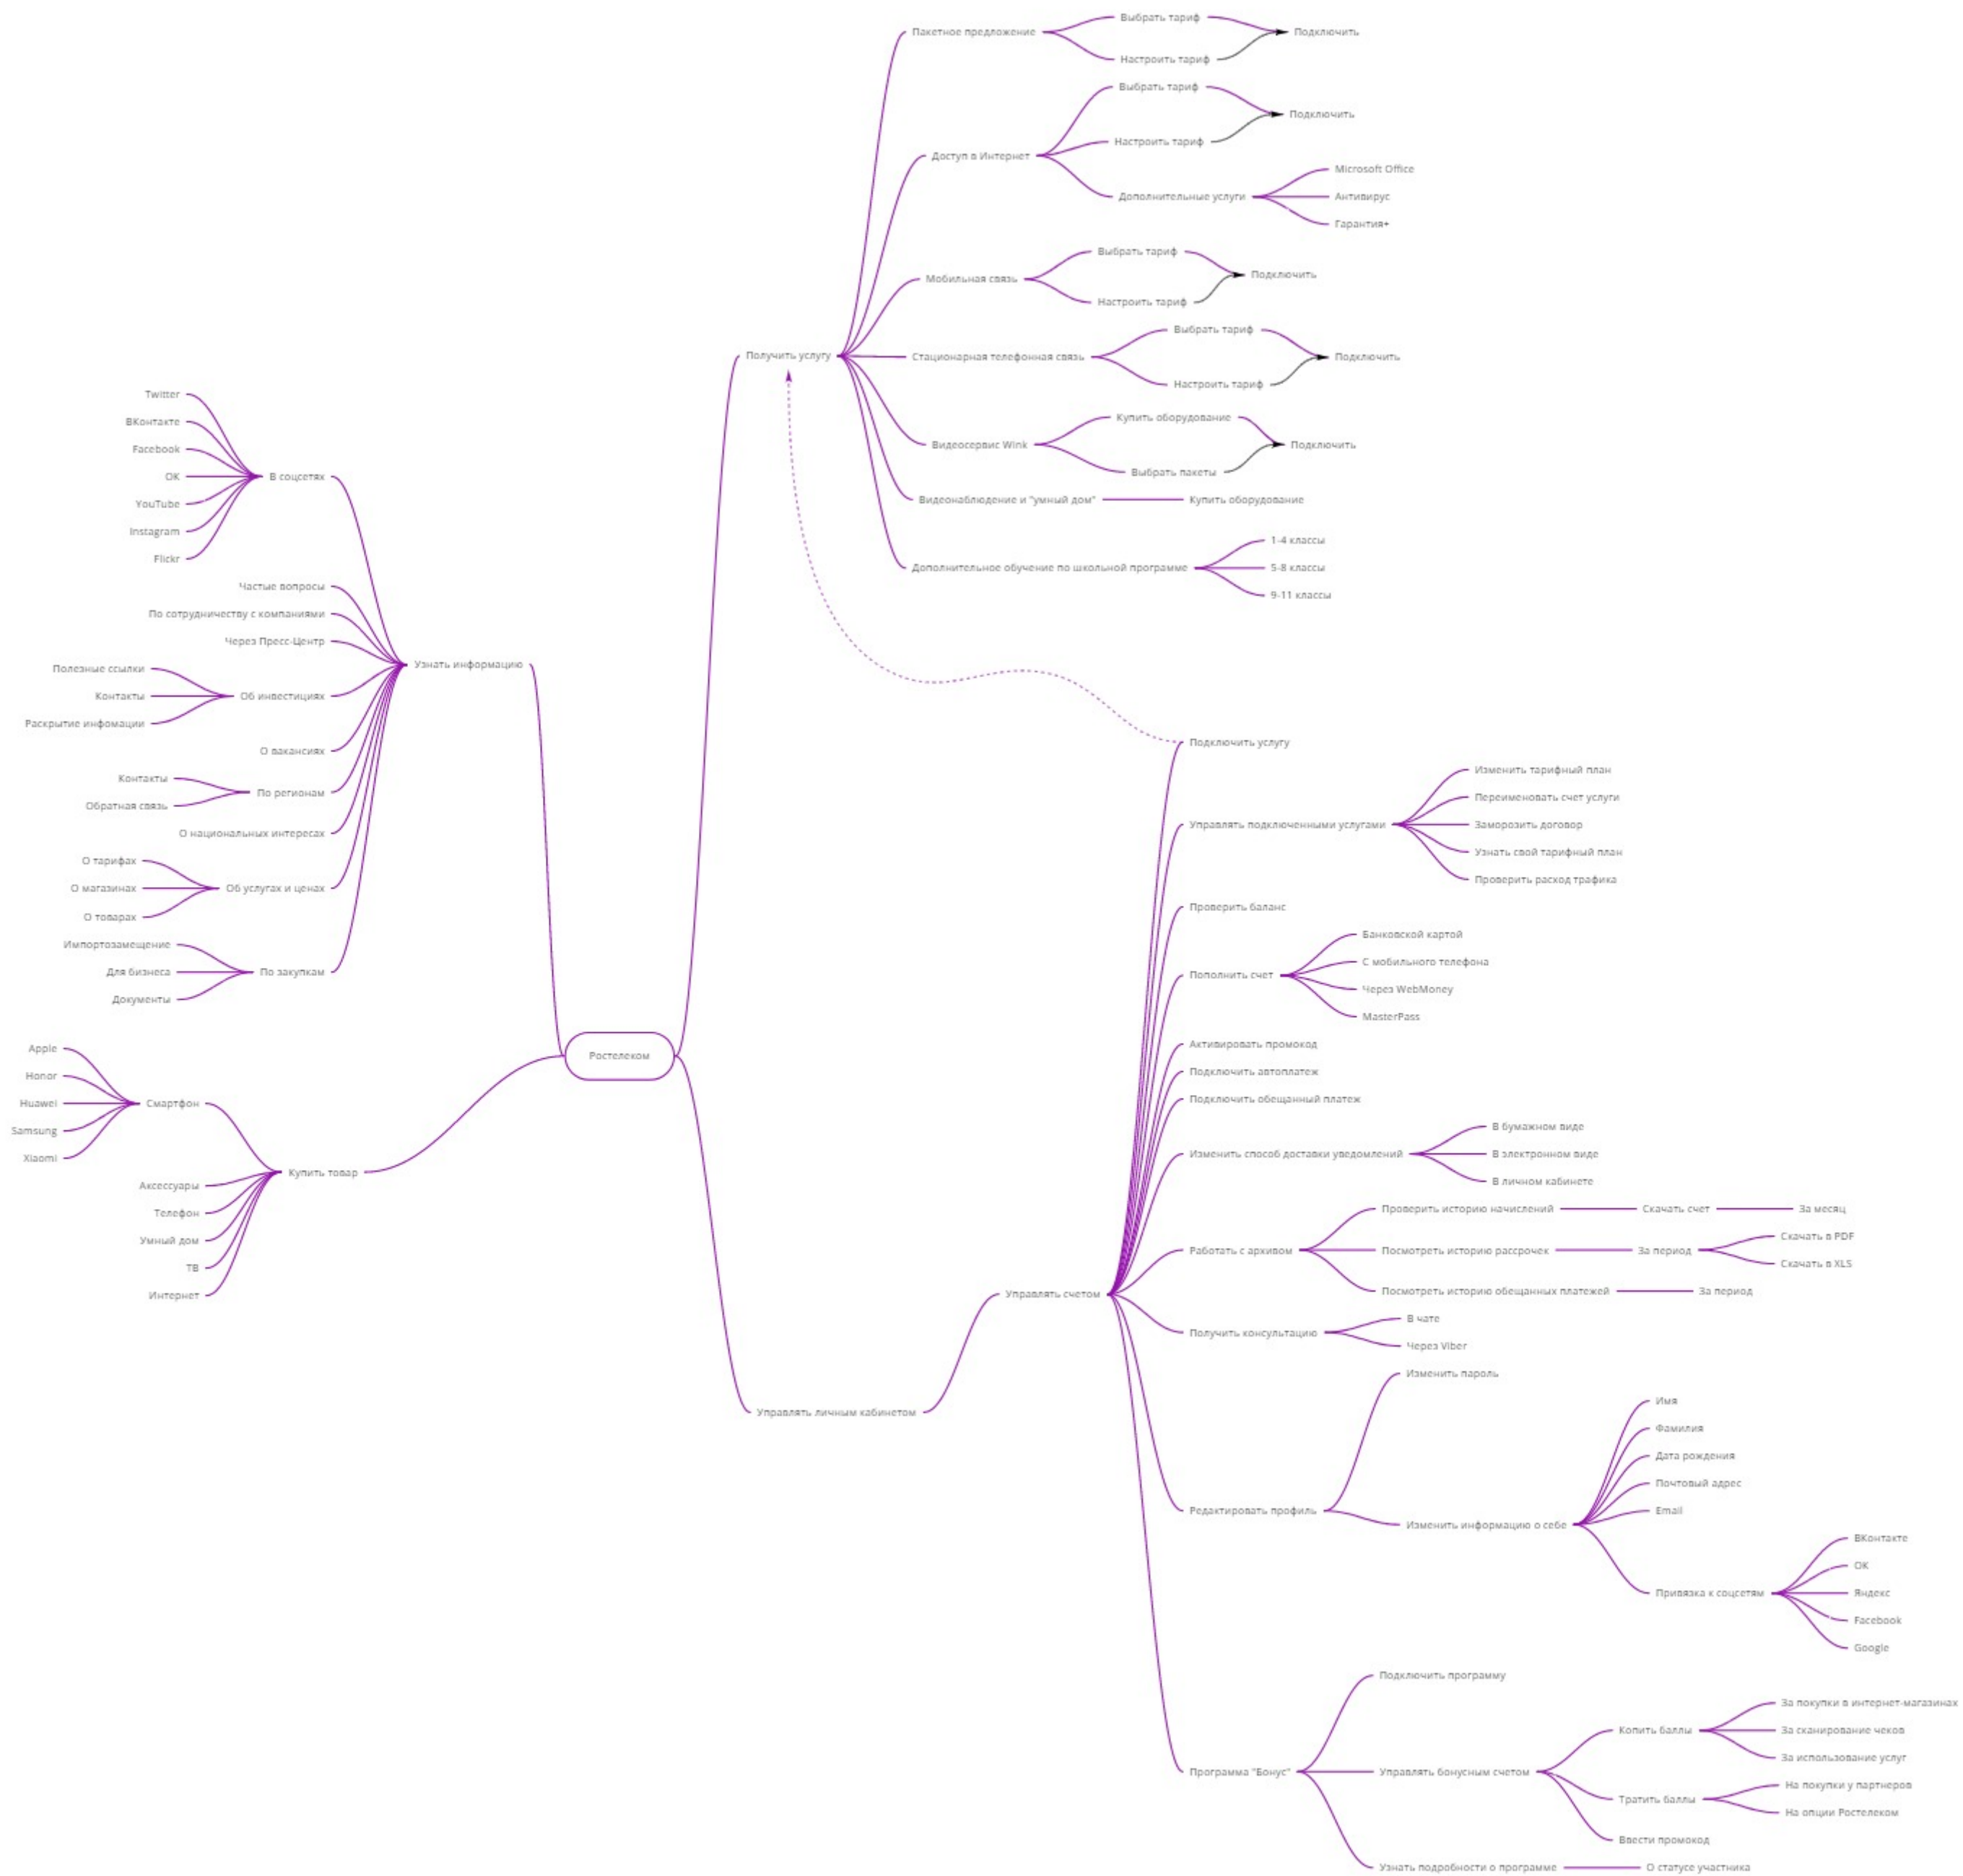 Ростелеком
Получить услугу
Пакетное предложение
Выбрать тариф
Настроить тариф
Подключить
Доступ в Интернет
Выбрать тариф
Настроить тариф
Подключить
Дополнительные услуги
Microsoft Office
Антивирус
Гарантия+
Мобильная связь
Выбрать тариф
Настроить тариф
Подключить
Стационарная телефонная связь
Выбрать тариф
Настроить тариф
Подключить
Видеосервис Wink
Купить оборудование
Выбрать пакеты
Подключить
Видеонаблюдение и "умный дом"
Купить оборудование
Дополнительное обучение по школьной программе
1-4 классы
5-8 классы
9-11 классы
Узнать информацию
В соцсетях
Twitter
ВКонтакте
Facebook
ОК
YouTube
Instagram
Flickr
Частые вопросы
По сотрудничеству с компаниями
Через Пресс-Центр
Об инвестициях
Полезные ссылки
Контакты
Раскрытие инфомации
О вакансиях
По регионам
Контакты
Обратная связь
О национальных интересах
Об услугах и ценах
О тарифах
О магазинах
О товарах
По закупкам
Импортозамещение
Для бизнеса
Документы
Купить товар
Смартфон
Apple
Honor
Huawei
Samsung
Xiaomi
Аксессуары
Телефон
Умный дом
ТВ
Интернет
Управлять личным кабинетом
Управлять счетом
Подключить услугу
Управлять подключенными услугами
Изменить тарифный план
Переименовать счет услуги
Заморозить договор
Узнать свой тарифный план
Проверить расход трафика
Проверить баланс
Пополнить счет
Банковской картой
С мобильного телефона
Через WebMoney
MasterPass
Активировать промокод
Подключить автоплатеж
Подключить обещанный платеж
Изменить способ доставки уведомлений
В бумажном виде
В электронном виде
В личном кабинете
Работать с архивом
Проверить историю начислений
Скачать счет
За месяц
Посмотреть историю рассрочек
За период
Скачать в PDF
Скачать в XLS
Посмотреть историю обещанных платежей
За период
Получить консультацию
В чате
Через Viber
Редактировать профиль
Изменить пароль
Изменить информацию о себе
Имя
Фамилия
Дата рождения
Почтовый адрес
Email
Привязка к соцсетям
ВКонтакте
ОК
Яндекс
Facebook
Google
Программа "Бонус"
Подключить программу
Управлять бонусным счетом
Копить баллы
За покупки в интернет-магазинах
За сканирование чеков
За использование услуг
Тратить баллы
На покупки у партнеров
На опции Ростелеком
Ввести промокод
Узнать подробности о программе
О статусе участника